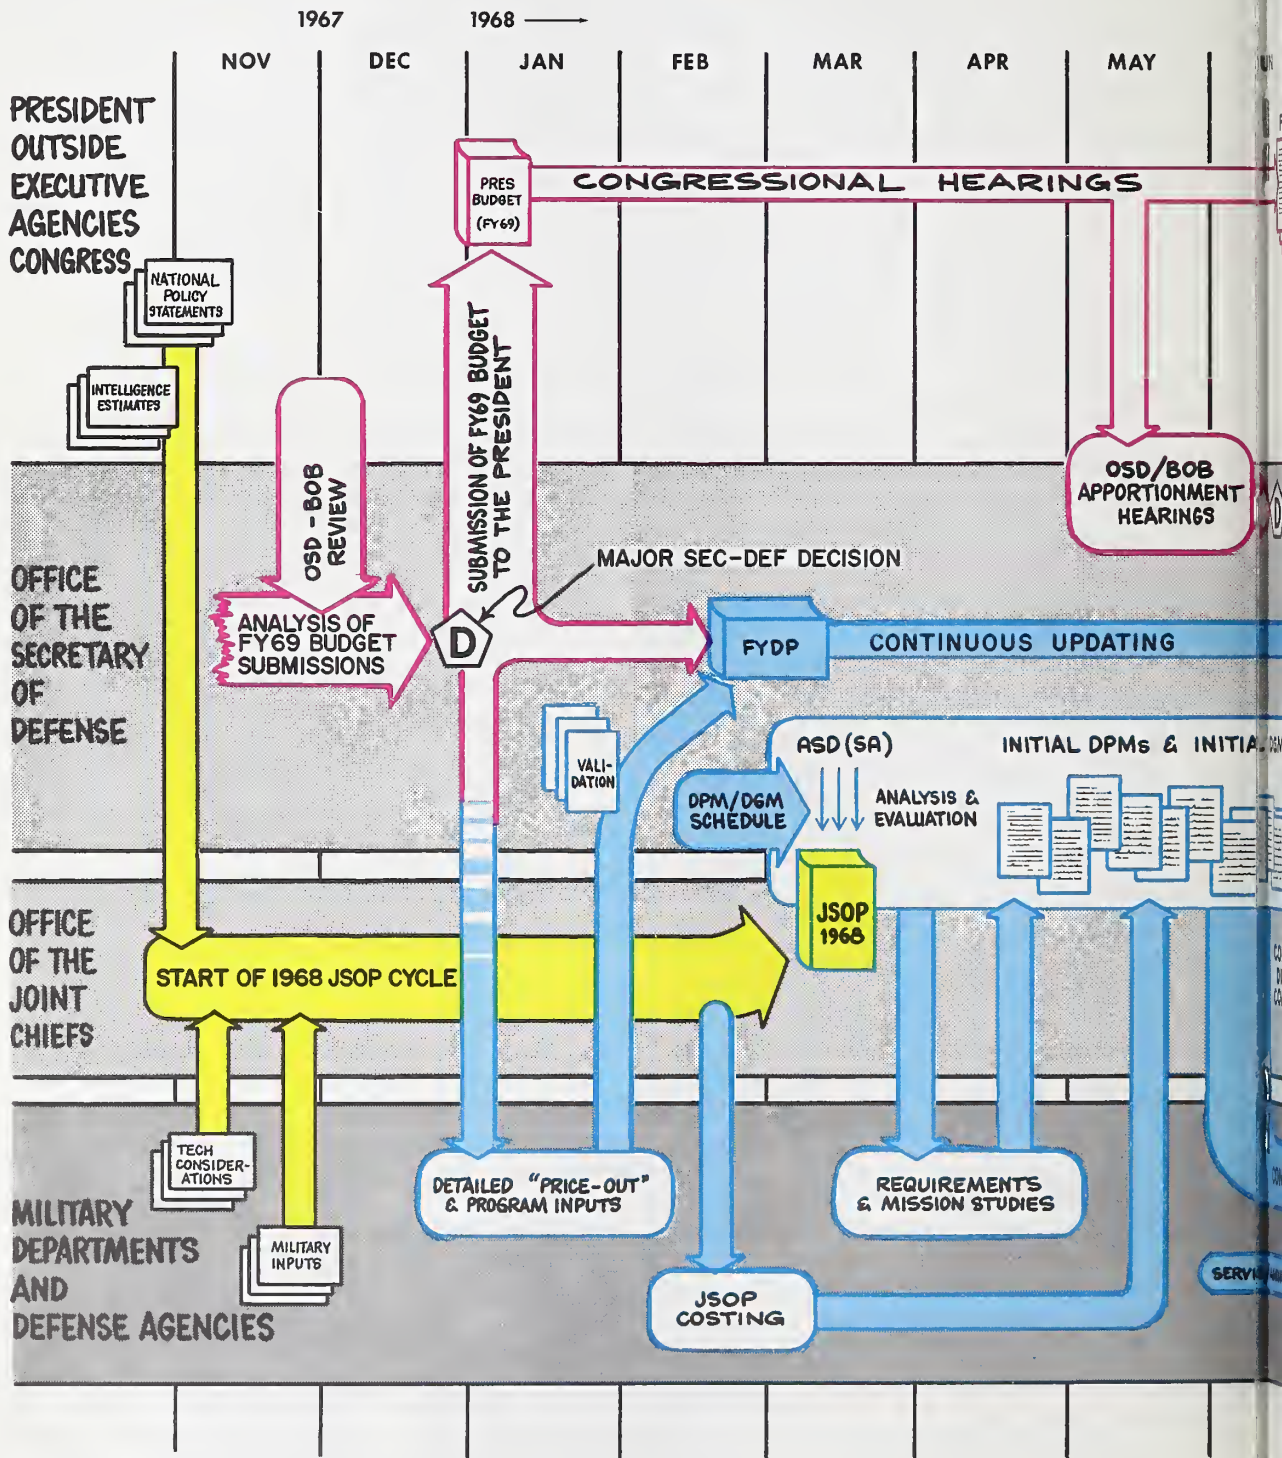 1967
1968
NOV
DEC
JAN
FEB
MAR
APR
MAY
PRESIDENT
OUTSIDE
EXECUTIVE
AGENCIES
CONGRESS
PRES
BUDGET
(FY69)
CONGRESSIONAL HEARINGS
NATIONAL
POLICY
STATEMENTS
INTELLIGENCE
ESTIMATES
OSD-BOB
REVIEW
SUBMISSION OF FY69 BUDGET
TO THE PRESIDENT
OSD/BOB
APPORTIONMENT
HEARINGS
D
MAJOR SEC-DEF DECISION
OFFICE
OF THE
SECRETARY
OF
DEFENSE
ANALYSIS OF
FY69 BUDGET
SUBMISSIONS
D
FYDP
CONTINUOUS UPDATING
VALI-
DATION
DPM/DGM
SCHEDULE
ASD (SA)
ANALYSIS &
EVALUATION
INITIAL DPMs & INITIA
JSOP
1968
OFFICE
OF THE
JOINT
CHIEFS
START OF 1968 JSOP CYCLE
TECH
CONSIDER-
ATIONS
MILITARY
INPUTS
DETAILED "PRICE-OUT"
& PROGRAM INPUTS
REQUIREMENTS
& MISSION STUDIES
JSOP
COSTING
SERVI
MILITARY
DEPARTMENTS
AND
DEFENSE AGENCIES